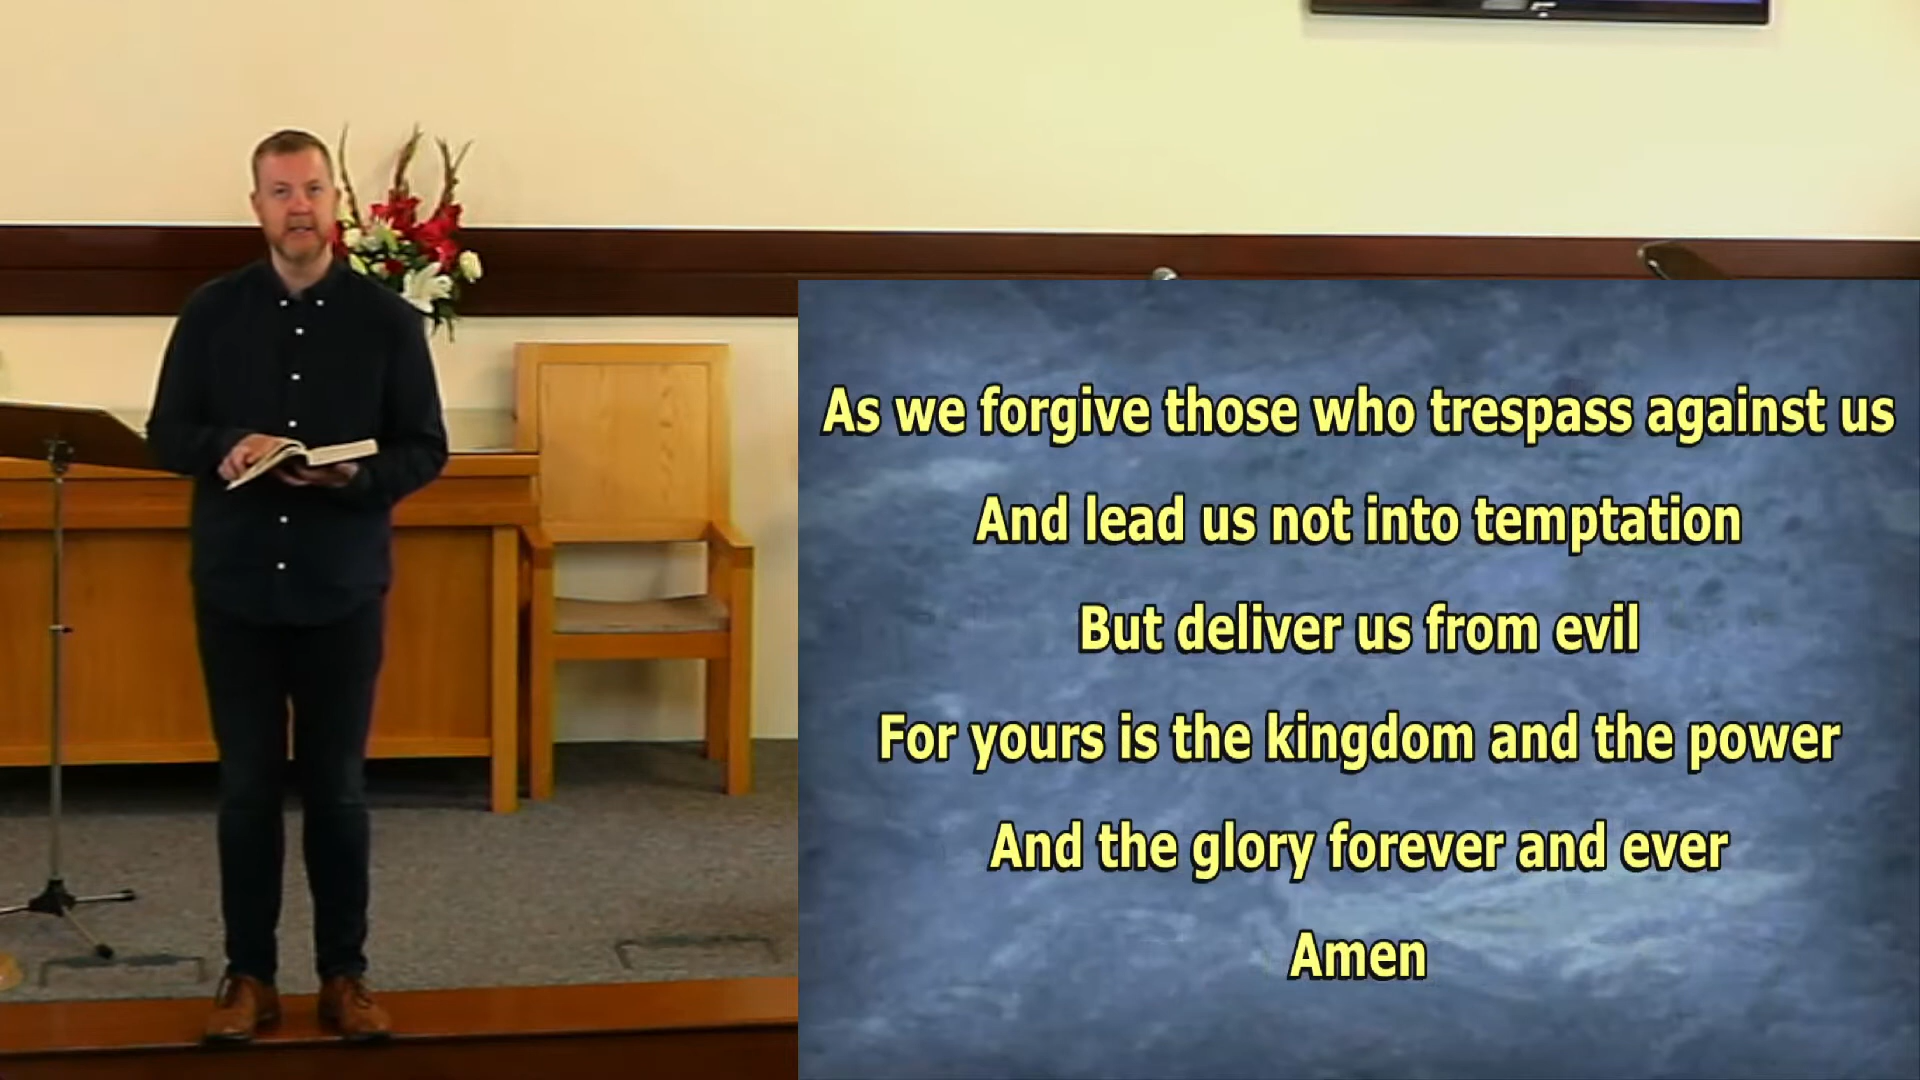 As we forgive those who trespass against us
And lead us not into temptation
But deliver us from evil
For yours is the kingdom and the power
And the glory forever and ever
Amen